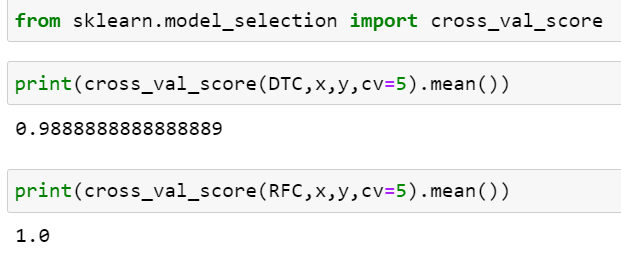 from sklearn.model_selection import cross_val_score
print(cross_val_score(DTC,x,y,cv=5).mean())
0.9888888888888889
print(cross_val_score(RFC,x,y,cv=5).mean())
1.0